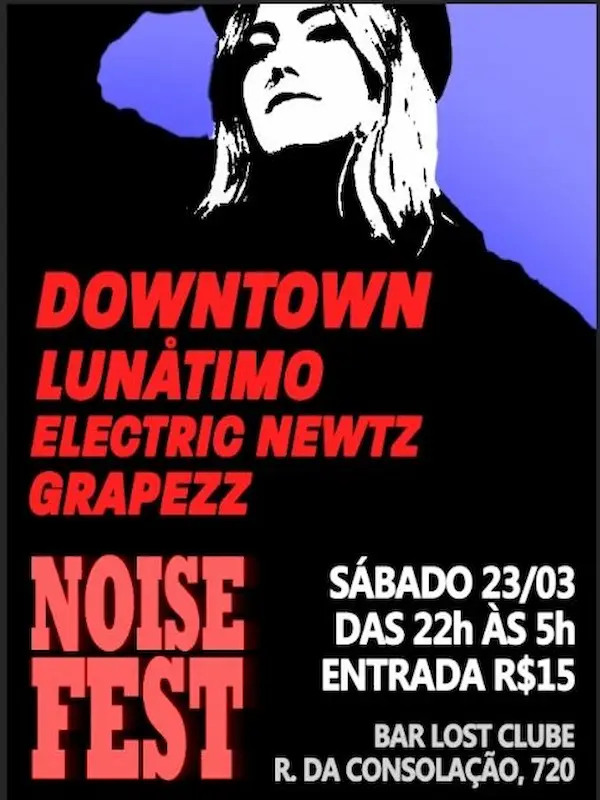 DOWNTOWN
LUNÅTIMO
ELECTRIC NEWTZ
GRAPEZZ
NOISE
FEST
SÁBADO 23/03
DAS 22h ÀS 5h
ENTRADA R$15
BAR LOST CLUBE
R. DA CONSOLAÇÃO, 720